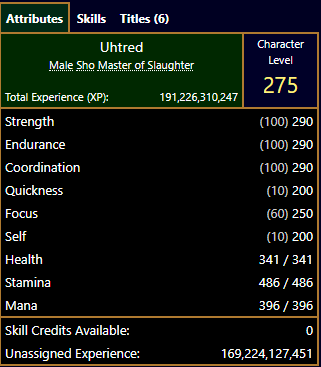 Attributes Skills Titles (6)
Uhtred
Male Sho Master of Slaughter
Total Experience (XP): 191,226,310,247
Character
Level
275
Strength (100) 290
Endurance (100) 290
Coordination (100) 290
Quickness (10) 200
Focus (60) 250
Self (10) 200
Health 341 / 341
Stamina 486 / 486
Mana 396 / 396
Skill Credits Available: 0
Unassigned Experience: 169,224,127,451